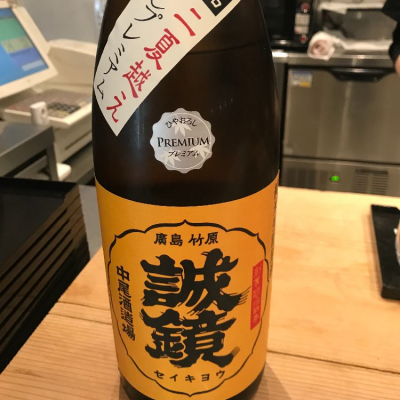 二夏越え
プレミアム
ひやおろし
PREMIUM
プレミアム
廣島 竹原
誠鏡
中尾酒造場
セイキヨウ